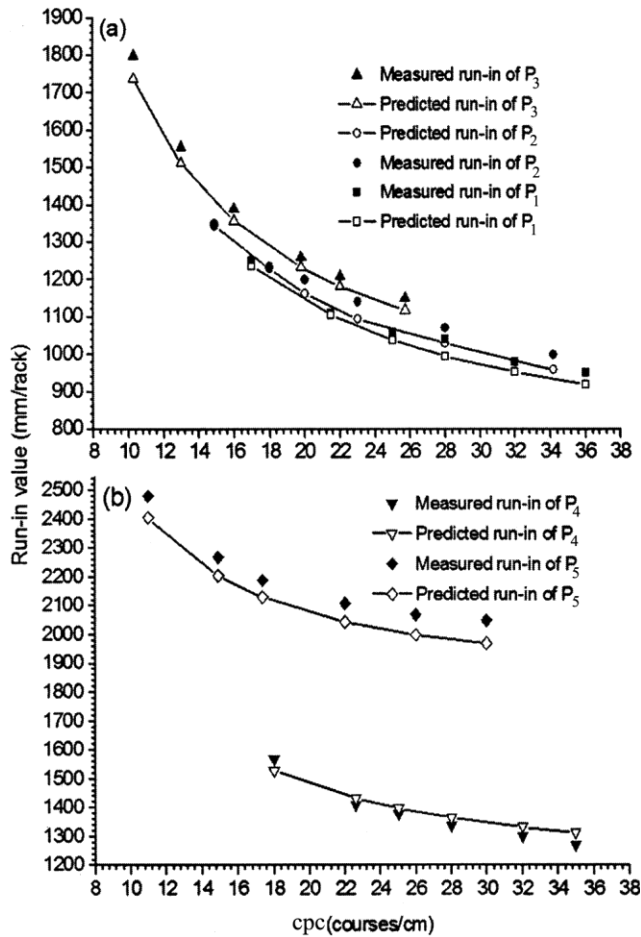 (a)
1900
1800
1700
1600
1500
1400
1300
1200
1100
1000
900
800
Measured run-in of P3
Predicted run-in of P3
Predicted run-in of P2
Measured run-in of P2
Measured run-in of P1
Predicted run-in of P1
8 10 12 14 16 18 20 22 24 26 28 30 32 34 36 38
Run-in value (mm/rack)
(b)
2500
2400
2300
2200
2100
2000
1900
1800
1700
1600
1500
1400
1300
1200
Measured run-in of P4
Predicted run-in of P4
Measured run-in of P5
Predicted run-in of P5
8 10 12 14 16 18 20 22 24 26 28 30 32 34 36 38
cpc(courses/cm)